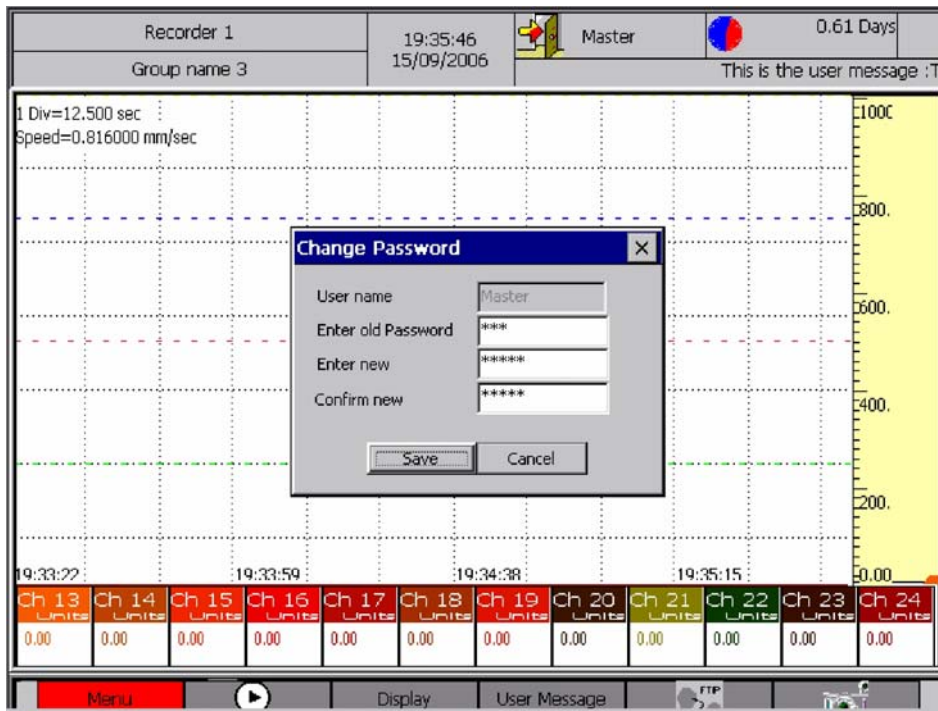 Recorder 1
Group name 3
19:35:46
15/09/2006
Master
0.61 Days
This is the user message :T
1 Div=12.500 sec
Speed=0.816000 mm/sec
1000
800.
600.
400.
200.
0.00
Change Password
User name Master
Enter old Password ***
Enter new *****
Confirm new *****
Save Cancel
19:33:22 19:33:59 19:34:38 19:35:15
Ch 13 Ch 14 Ch 15 Ch 16 Ch 17 Ch 18 Ch 19 Ch 20 Ch 21 Ch 22 Ch 23 Ch 24
Units Units Units Units Units Units Units Units Units Units Units Units
0.00 0.00 0.00 0.00 0.00 0.00 0.00 0.00 0.00 0.00 0.00 0.00
Menu Display User Message FTP